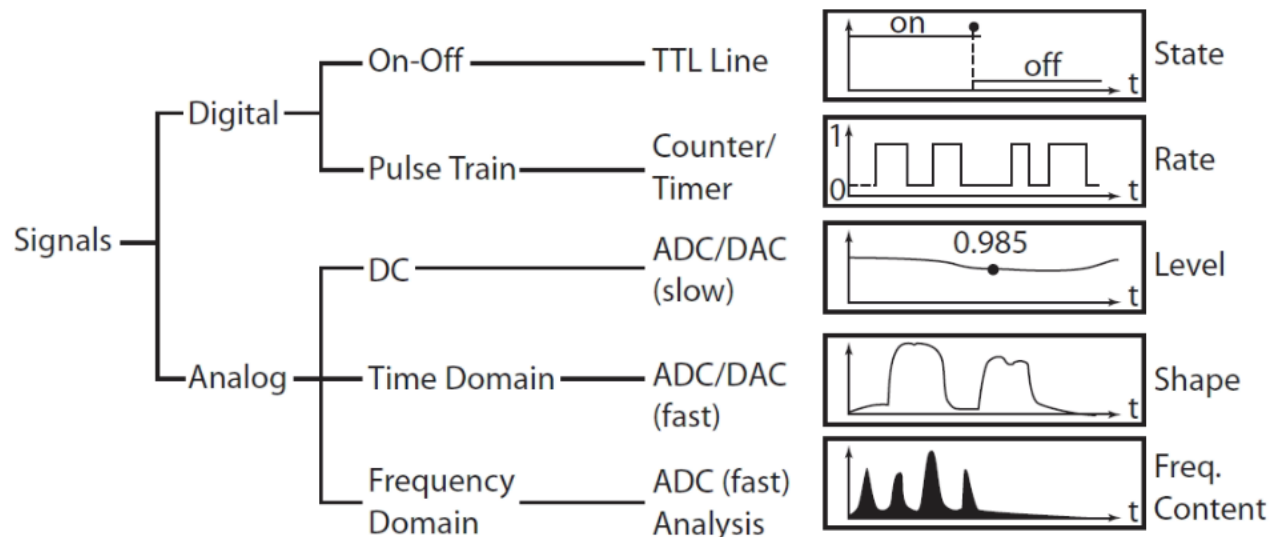 on
State
On-Off
TTL Line
off
t
Digital
1
Counter/
Rate
Pulse Train
Timer
0
t
Signals
0.985
ADC/DAC
Level
DC
(slow)
t
Analog
Time Domain
ADC/DAC
Shape
(fast)
t
Frequency
ADC (fast)
Freq.
Domain
Analysis
t
Content